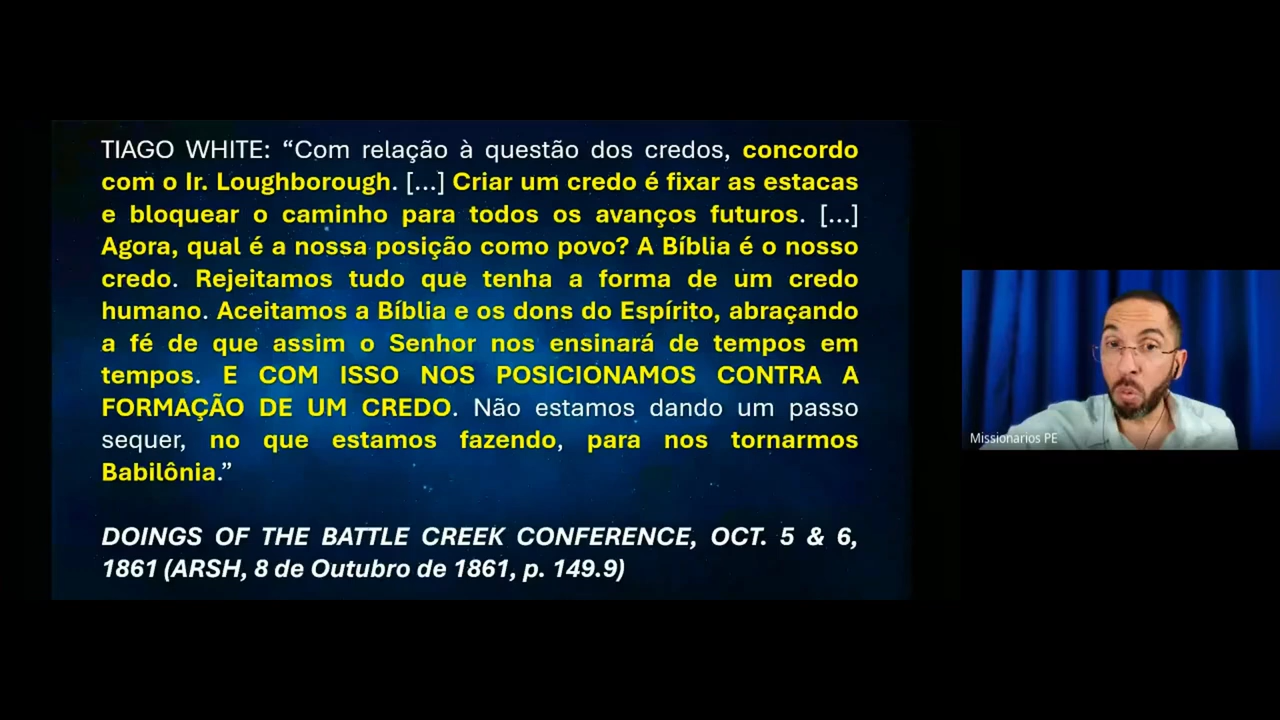 TIAGO WHITE: “Com relação à questão dos credos, concordo
com o Ir. Loughborough. [...] Criar um credo é fixar as estacas
e bloquear o caminho para todos os avanços futuros. [...]
Agora, qual é a nossa posição como povo? A Bíblia é o nosso
credo. Rejeitamos tudo que tenha a forma de um credo
humano. Aceitamos a Bíblia e os dons do Espírito, abraçando
a fé de que assim o Senhor nos ensinará de tempos em
tempos. E COM ISSO NOS POSICIONAMOS CONTRA A
FORMAÇÃO DE UM CREDO. Não estamos dando um passo
sequer, no que estamos fazendo, para nos tornarmos
Babilônia.”
DOINGS OF THE BATTLE CREEK CONFERENCE, OCT. 5 & 6,
1861 (ARSH, 8 de Outubro de 1861, p. 149.9)
Missionarios PE